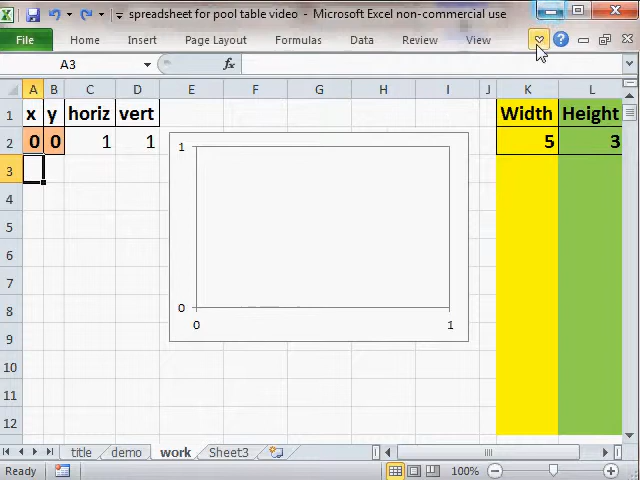 spreadsheet for pool table video - Microsoft Excel non-commercial use
File Home Insert Page Layout Formulas Data Review View
A3 fx
A B C D E F G H I J K L
1 x y horiz vert Width Height
2 0 0 1 1 5 3
3
4
5
6
7
8
9
10
11
12
1
0
0 1
title demo work Sheet3
Ready 100%